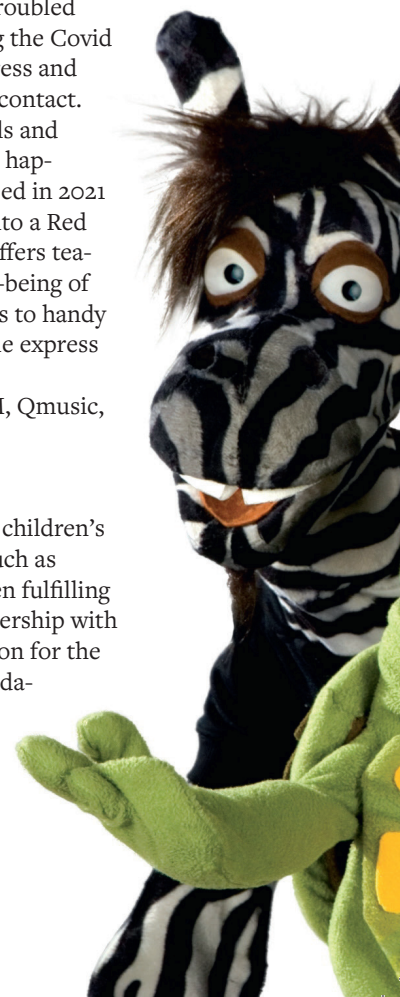 roubled
g the Covid
ess and
contact.
ls and
hap-
ed in 2021
to a Red
ffers tea-
-being of
s to handy
e express
, Qmusic,
children's
uch as
en fulfilling
ership with
on for the
da-